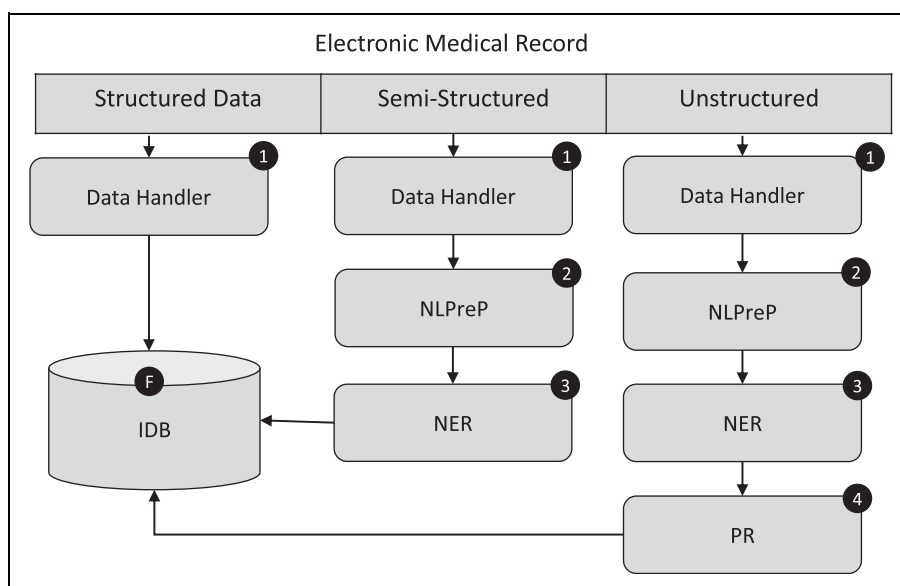 Electronic Medical Record
Structured Data
Semi-Structured
Unstructured
1
Data Handler
1
Data Handler
1
Data Handler
2
NLPreP
2
NLPreP
F
IDB
3
NER
3
NER
4
PR